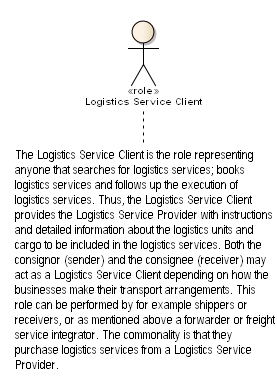 «role»
Logistics Service Client
The Logistics Service Client is the role representing
anyone that searches for logistics services; books
logistics services and follows up the execution of
logistics services. Thus, the Logistics Service Client
provides the Logistics Service Provider with instructions
and detailed information about the logistics units and
cargo to be included in the logistics services. Both the
consignor (sender) and the consignee (receiver) may
act as a Logistics Service Client depending on how the
businesses make their transport arrangements. This
role can be performed by for example shippers or
receivers, or as mentioned above a forwarder or freight
service integrator. The commonality is that they
purchase logistics services from a Logistics Service
Provider.